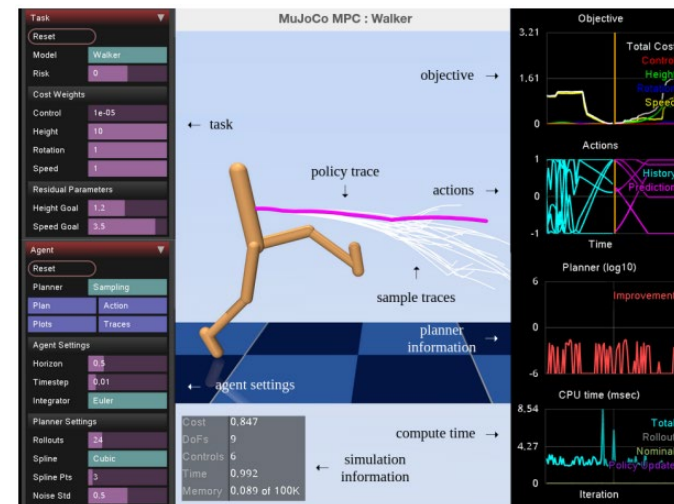 MuJoCo MPC : Walker
Task
Reset
Model Walker
Risk 0
Cost Weights
Control 1e-05
Height 10
Rotation 1
Speed 1
Residual Parameters
Height Goal 1.2
Speed Goal 3.5
Agent
Reset
Planner Sampling
Plan Action
Plots Traces
Agent Settings
Horizon 0.5
Timestep 0.01
Integrator Euler
Planner Settings
Rollouts 24
Spline Cubic
Spline Pts 3
Noise Std 0.5
← task
policy trace
↓
↑
sample traces
← agent settings
Cost 0.847
DoFs 9
Controls 6
Time 0.992
Memory 0.089 of 100K
← simulation
information
objective →
actions →
planner
information →
compute time →
Objective
3.21
1.61
0
Total Cost
Control
Height
Rotation
Speed
Actions
1
0
-1
History
Prediction
Time
Planner (log10)
6
0
-6
Improvement
CPU time (msec)
8.54
4.27
0
Total
Rollout
Nominal
Policy Update
Iteration